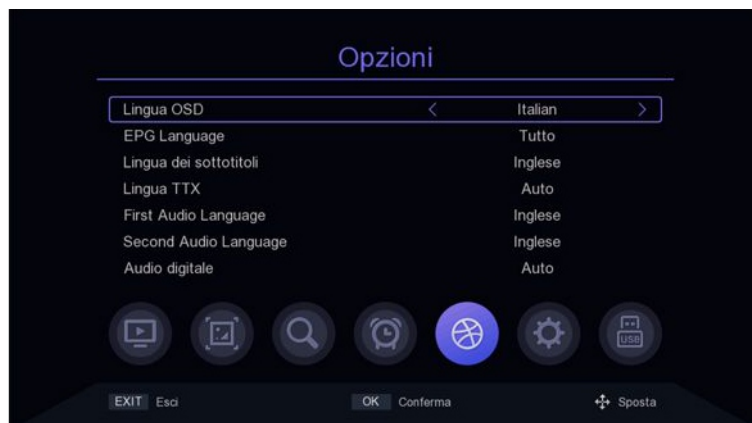 Opzioni
Lingua OSD Italian
EPG Language Tutto
Lingua dei sottotitoli Inglese
Lingua TTX Auto
First Audio Language Inglese
Second Audio Language Inglese
Audio digitale Auto
USB
EXIT Esci OK Conferma Sposta